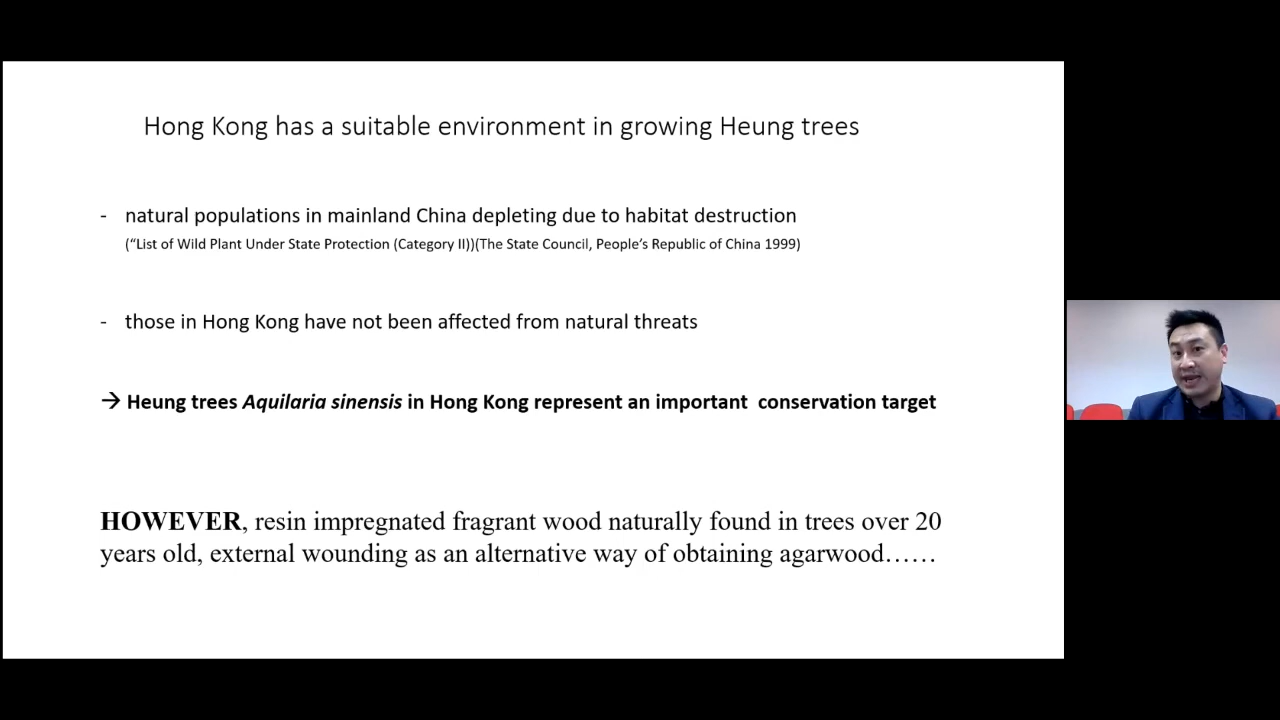 Hong Kong has a suitable environment in growing Heung trees
- natural populations in mainland China depleting due to habitat destruction
(“List of Wild Plant Under State Protection (Category II))(The State Council, People’s Republic of China 1999)
- those in Hong Kong have not been affected from natural threats
→ Heung trees Aquilaria sinensis in Hong Kong represent an important conservation target
HOWEVER, resin impregnated fragrant wood naturally found in trees over 20
years old, external wounding as an alternative way of obtaining agarwood……